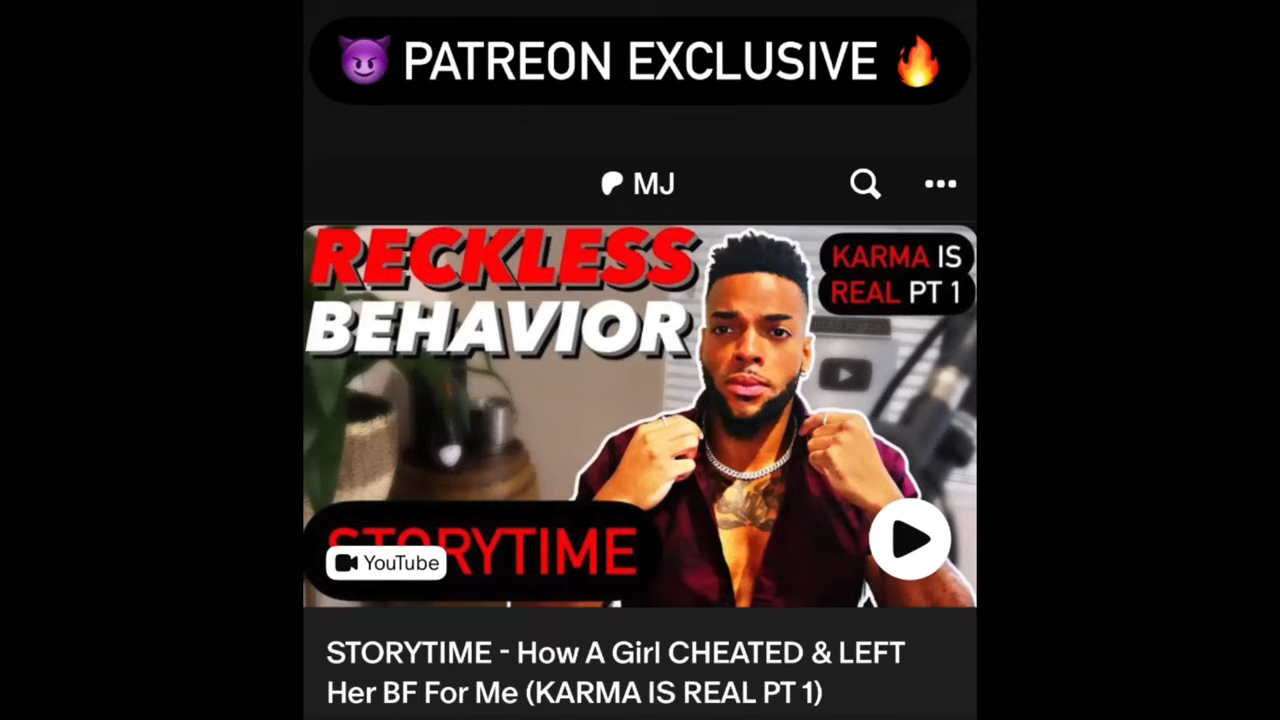 😈 PATREON EXCLUSIVE 🔥
MJ
RECKLESS
BEHAVIOR
KARMA IS
REAL PT 1
STORYTIME
YouTube
STORYTIME - How A Girl CHEATED & LEFT
Her BF For Me (KARMA IS REAL PT 1)